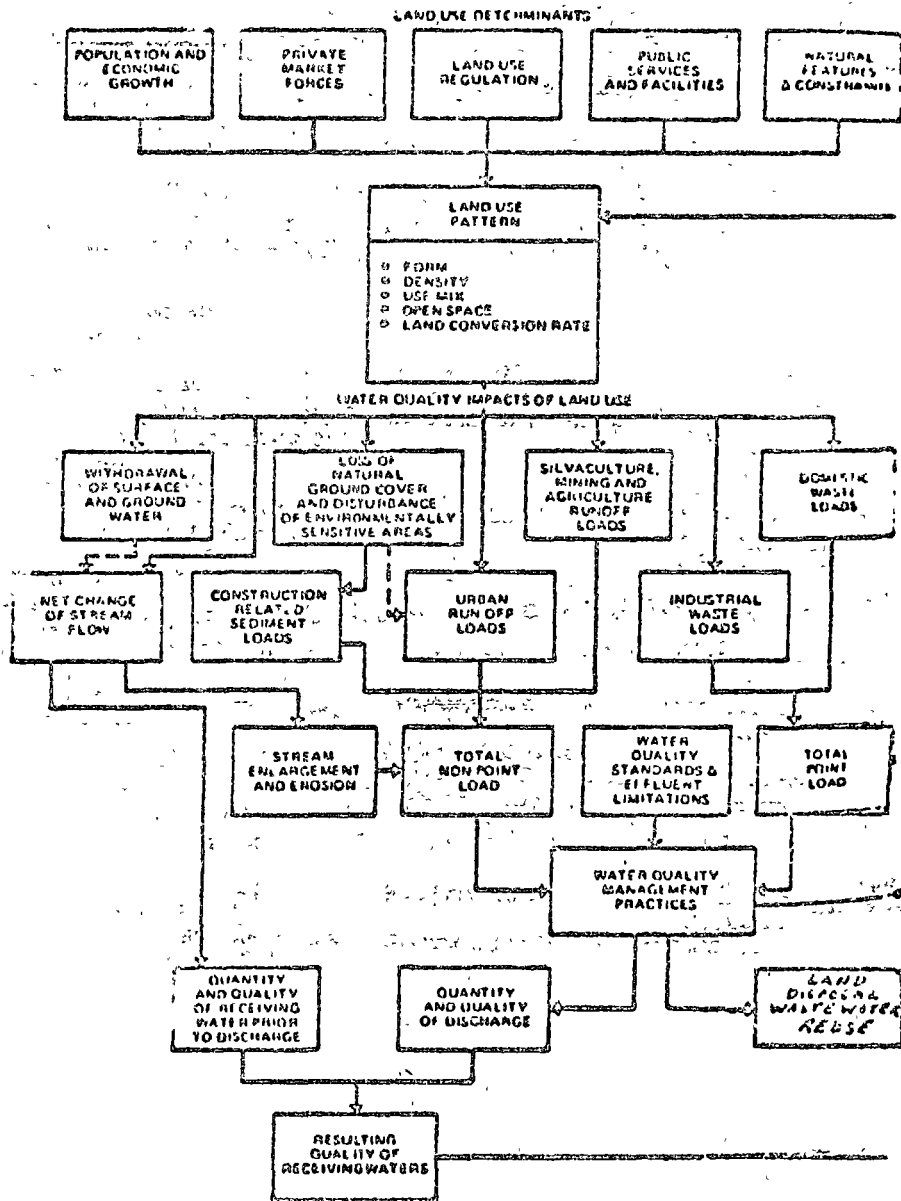 LAND USE DETERMINANTS
POPULATION AND
ECONOMIC
GROWTH
PRIVATE
MARKET
FORCES
LAND USE
REGULATION
PUBLIC
SERVICES
AND FACILITIES
NATURAL
FEATURES
& CONSTRAINTS
LAND USE
PATTERN
FORM
DENSITY
USE MIX
OPEN SPACE
LAND CONVERSION RATE
WATER QUALITY IMPACTS OF LAND USE
WITHDRAWAL
OF SURFACE
AND GROUND
WATER
LOSS OF
NATURAL
GROUND COVER
AND DISTURBANCE
OF ENVIRONMENTALLY
SENSITIVE AREAS
SILVACULTURE,
MINING AND
AGRICULTURE
RUNOFF
LOADS
DOMESTIC
WASTE
LOADS
NET CHANGE
OF STREAM
FLOW
CONSTRUCTION
RELATED
SEDIMENT
LOADS
URBAN
RUN OFF
LOADS
INDUSTRIAL
WASTE
LOADS
STREAM
ENLARGEMENT
AND EROSION
TOTAL
NON POINT
LOAD
WATER
QUALITY
STANDARDS &
EFFLUENT
LIMITATIONS
TOTAL
POINT
LOAD
WATER QUALITY
MANAGEMENT
PRACTICES
QUANTITY
AND QUALITY
OF RECEIVING
WATER PRIOR
TO DISCHARGE
QUANTITY
AND QUALITY
OF DISCHARGE
LAND
DISPOSAL
WASTE WATER
REUSE
RESULTING
QUALITY OF
RECEIVING WATERS